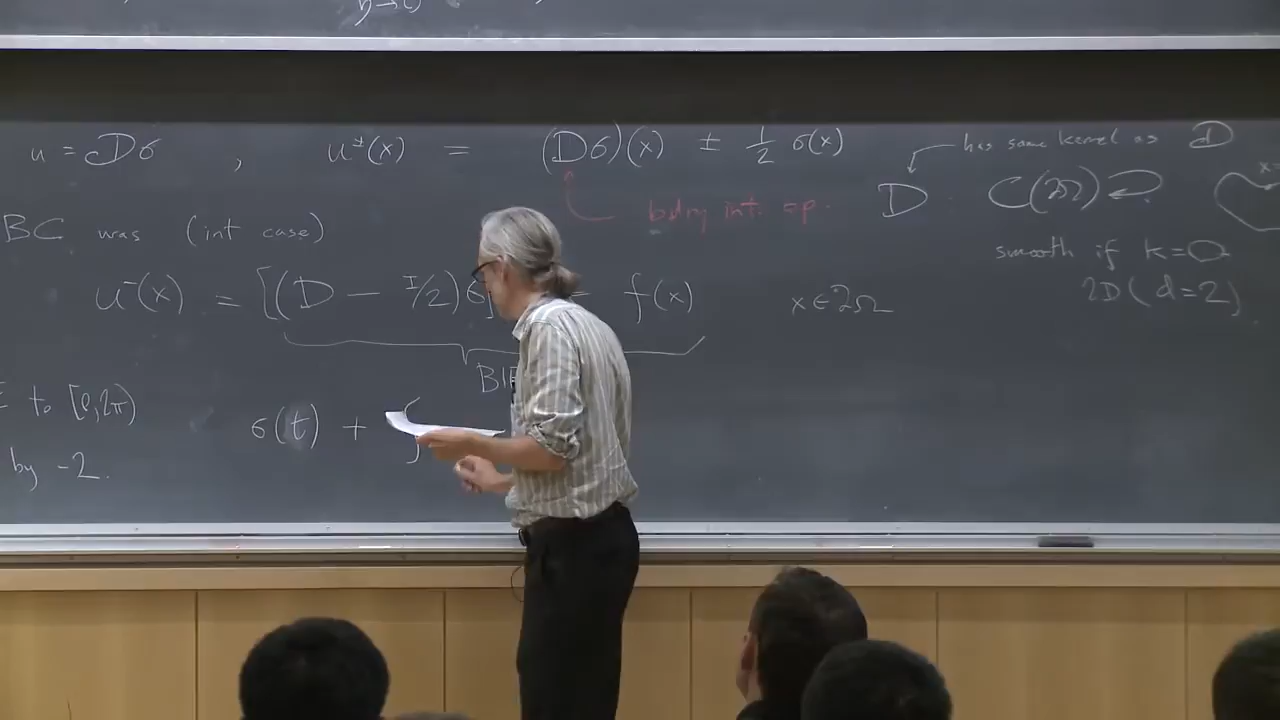 u = 𝒟σ , u±(x) = (Dσ)(x) ± 1/2 σ(x)
has same kernel as 𝒟
D : C(∂Ω)
bdry int. op.
BC was (int case)
smooth if k=0
2D (d=2)
u⁻(x) = [(D − I/2)σ] = f(x) x∈∂Ω
BIE
to [0,2π) σ(t) + ∫
by -2.